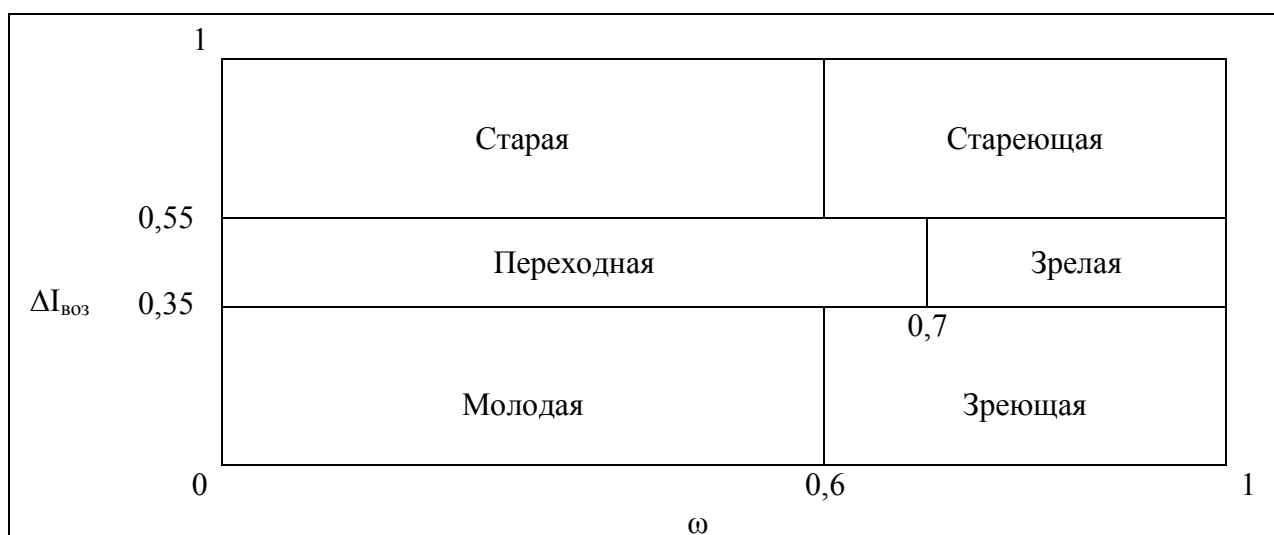 1
Старая Стареющая
0,55
Переходная Зрелая
ΔIвоз 0,35
0,7
Молодая Зреющая
0 0,6 1
ω